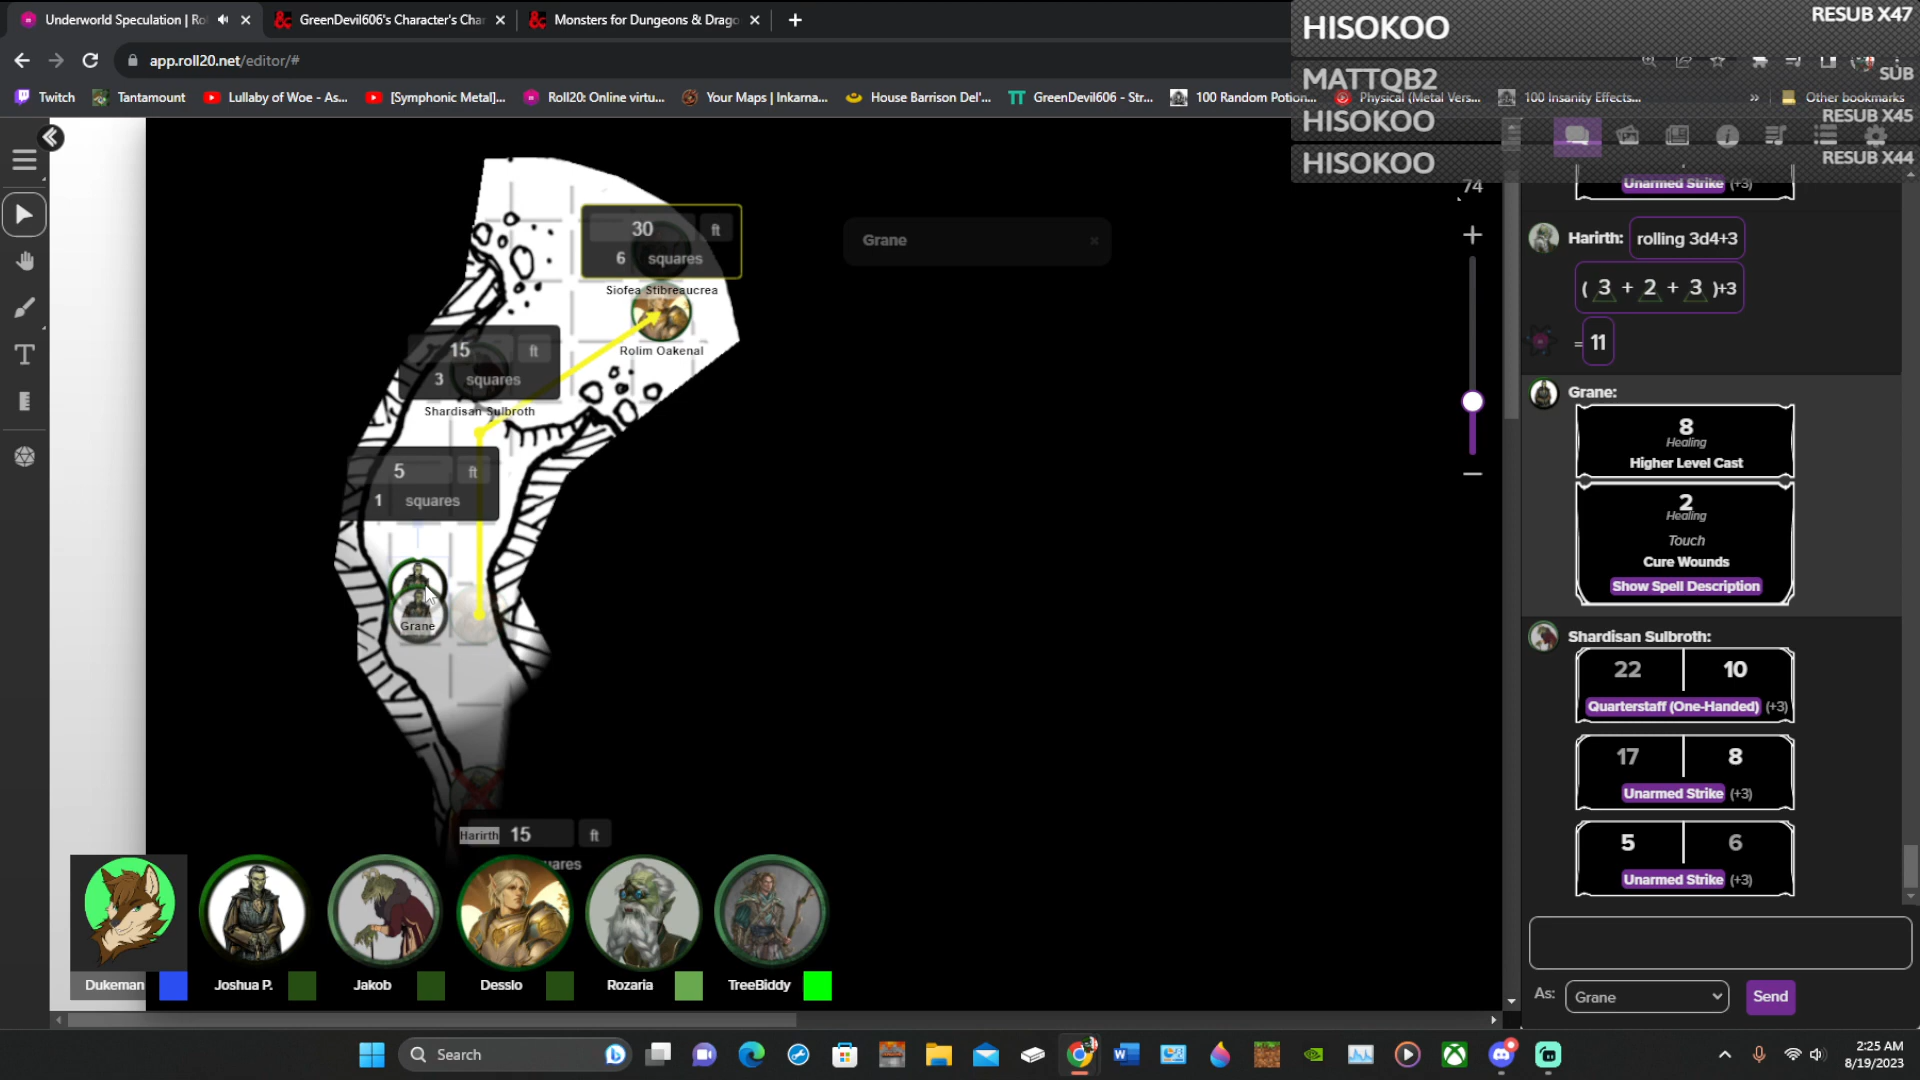 Underworld Speculation | Ro
GreenDevil606's Character's Char
Monsters for Dungeons & Drago
HISOKOO
RESUB X47
app.roll20.net/editor/#
MATTQB2
SUB
Twitch
Tantamount
Lullaby of Woe - As...
[Symphonic Metal]...
Roll20: Online virtu...
Your Maps | Inkarna...
House Barrison Del'...
GreenDevil606 - Str...
100 Random Potion...
Physical (Metal Vers...
100 Insanity Effects...
»
Other bookmarks
HISOKOO
RESUB X45
HISOKOO
RESUB X44
74
Unarmed Strike (+3)
30 ft
6 squares
Grane
Siofea Stibreaucrea
Rolim Oakenal
15 ft
3 squares
Shardisan Sulbroth
5 ft
1 squares
Grane
Harirth 15 ft
uares
Harirth: rolling 3d4+3
( 3 + 2 + 3 )+3
= 11
Grane:
8
Healing
Higher Level Cast
2
Healing
Touch
Cure Wounds
Show Spell Description
Shardisan Sulbroth:
22 10
Quarterstaff (One-Handed) (+3)
17 8
Unarmed Strike (+3)
5 6
Unarmed Strike (+3)
Dukeman
Joshua P.
Jakob
Desslo
Rozaria
TreeBiddy
As: Grane Send
Search
2:25 AM
8/19/2023